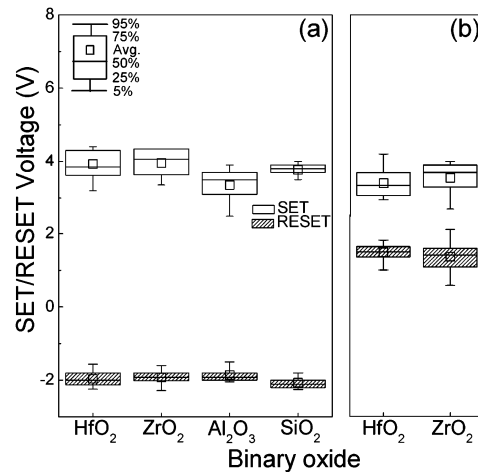 SET/RESET Voltage (V)
8
6
4
2
0
-2
95%
75%
Avg.
50%
25%
5%
(a)
(b)
SET
RESET
HfO₂ ZrO₂ Al₂O₃ SiO₂ HfO₂ ZrO₂
Binary oxide